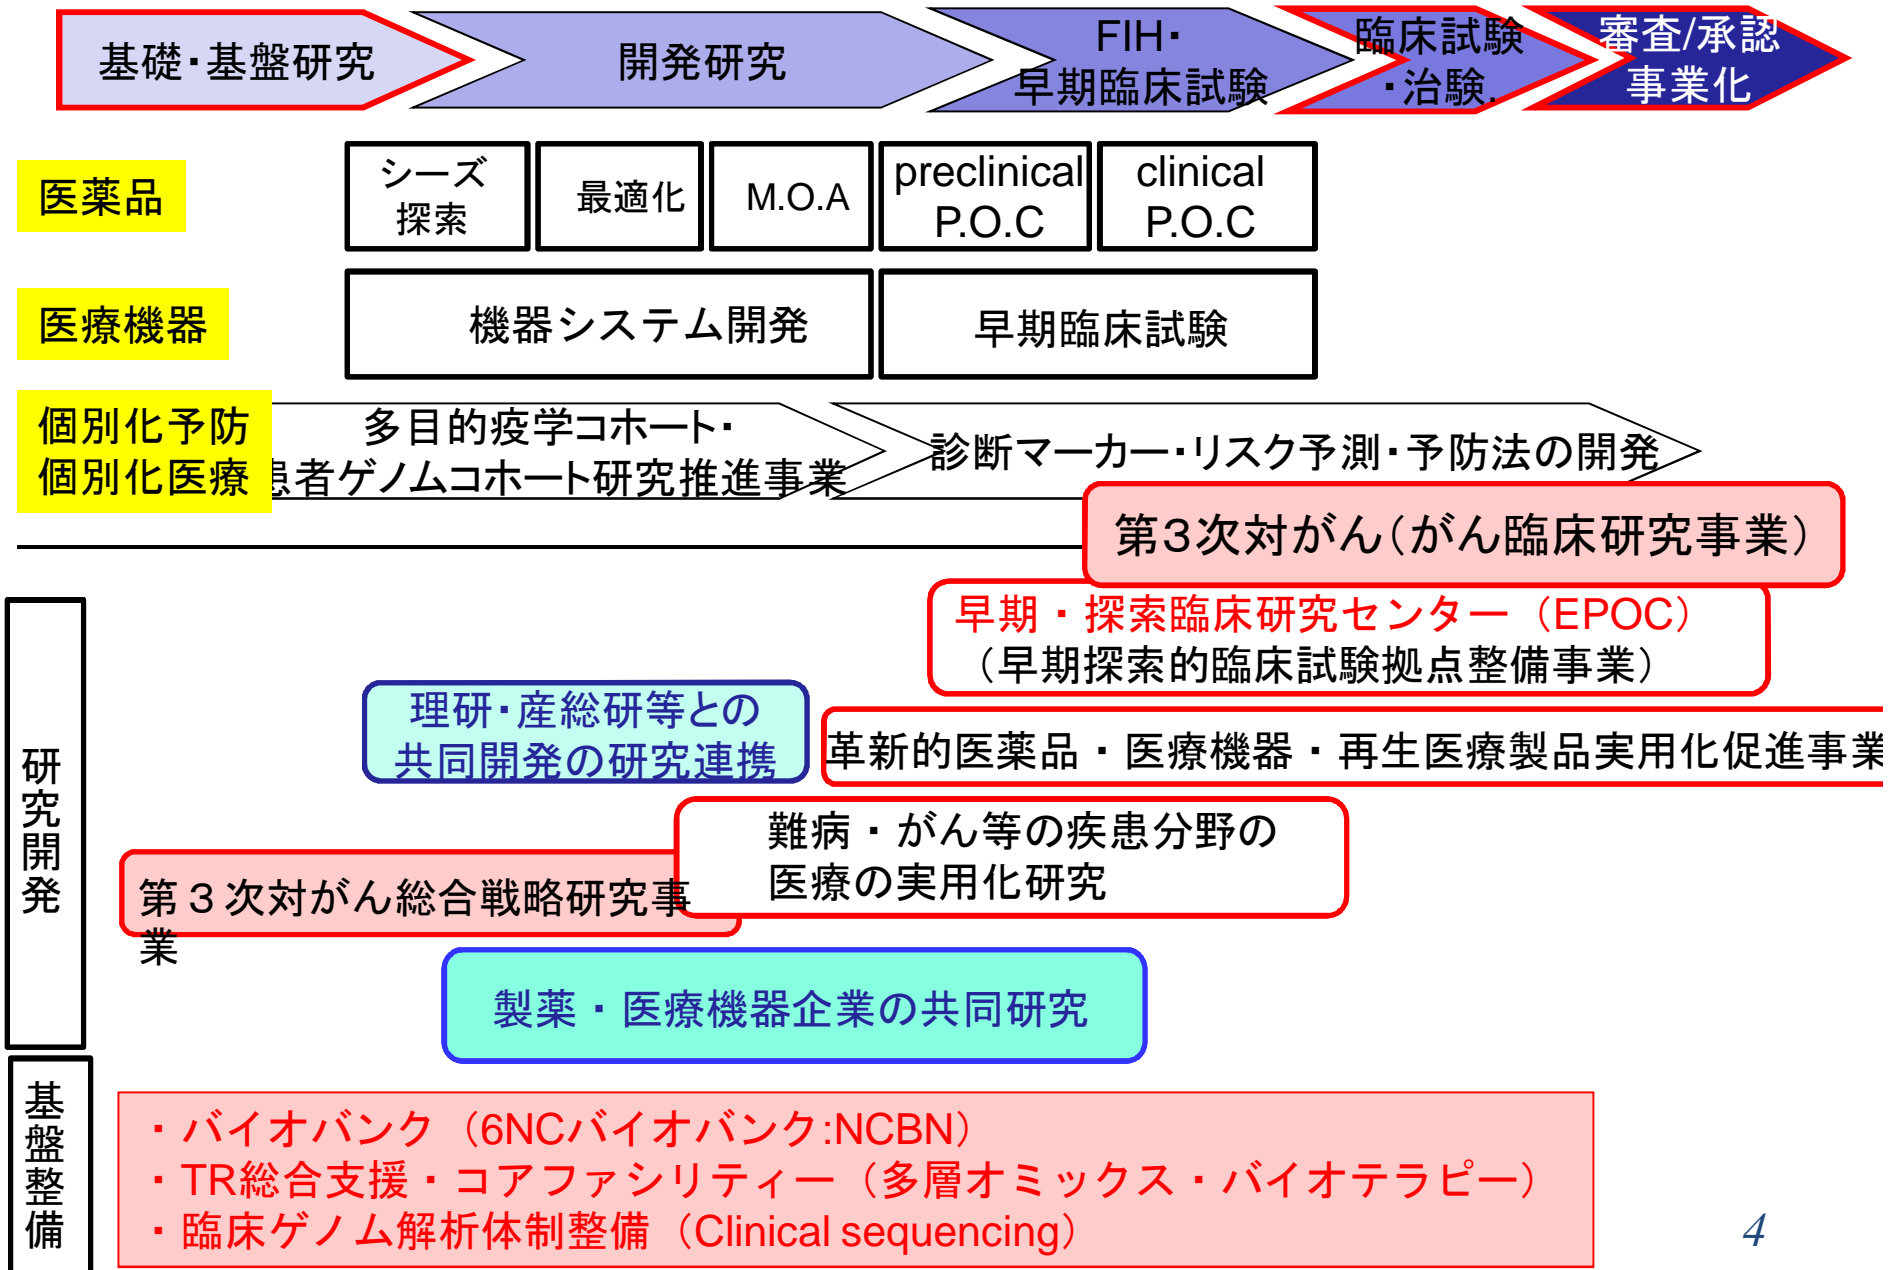 基礎・基盤研究
開発研究
FIH・
早期臨床試験
臨床試験
・治験.
審査/承認
事業化
医薬品
シーズ
探索
最適化
M.O.A
preclinical
P.O.C
clinical
P.O.C
医療機器
機器システム開発
早期臨床試験
個別化予防
個別化医療
多目的疫学コホート・
患者ゲノムコホート研究推進事業
診断マーカー・リスク予測・予防法の開発
第3次対がん（がん臨床研究事業）
早期・探索臨床研究センター（EPOC）
（早期探索的臨床試験拠点整備事業）
研究開発
理研・産総研等との
共同開発の研究連携
革新的医薬品・医療機器・再生医療製品実用化促進事業
難病・がん等の疾患分野の
医療の実用化研究
第３次対がん総合戦略研究事
業
製薬・医療機器企業の共同研究
基盤整備
・バイオバンク（6NCバイオバンク:NCBN）
・TR総合支援・コアファシリティー（多層オミックス・バイオテラピー）
・臨床ゲノム解析体制整備（Clinical sequencing）
4